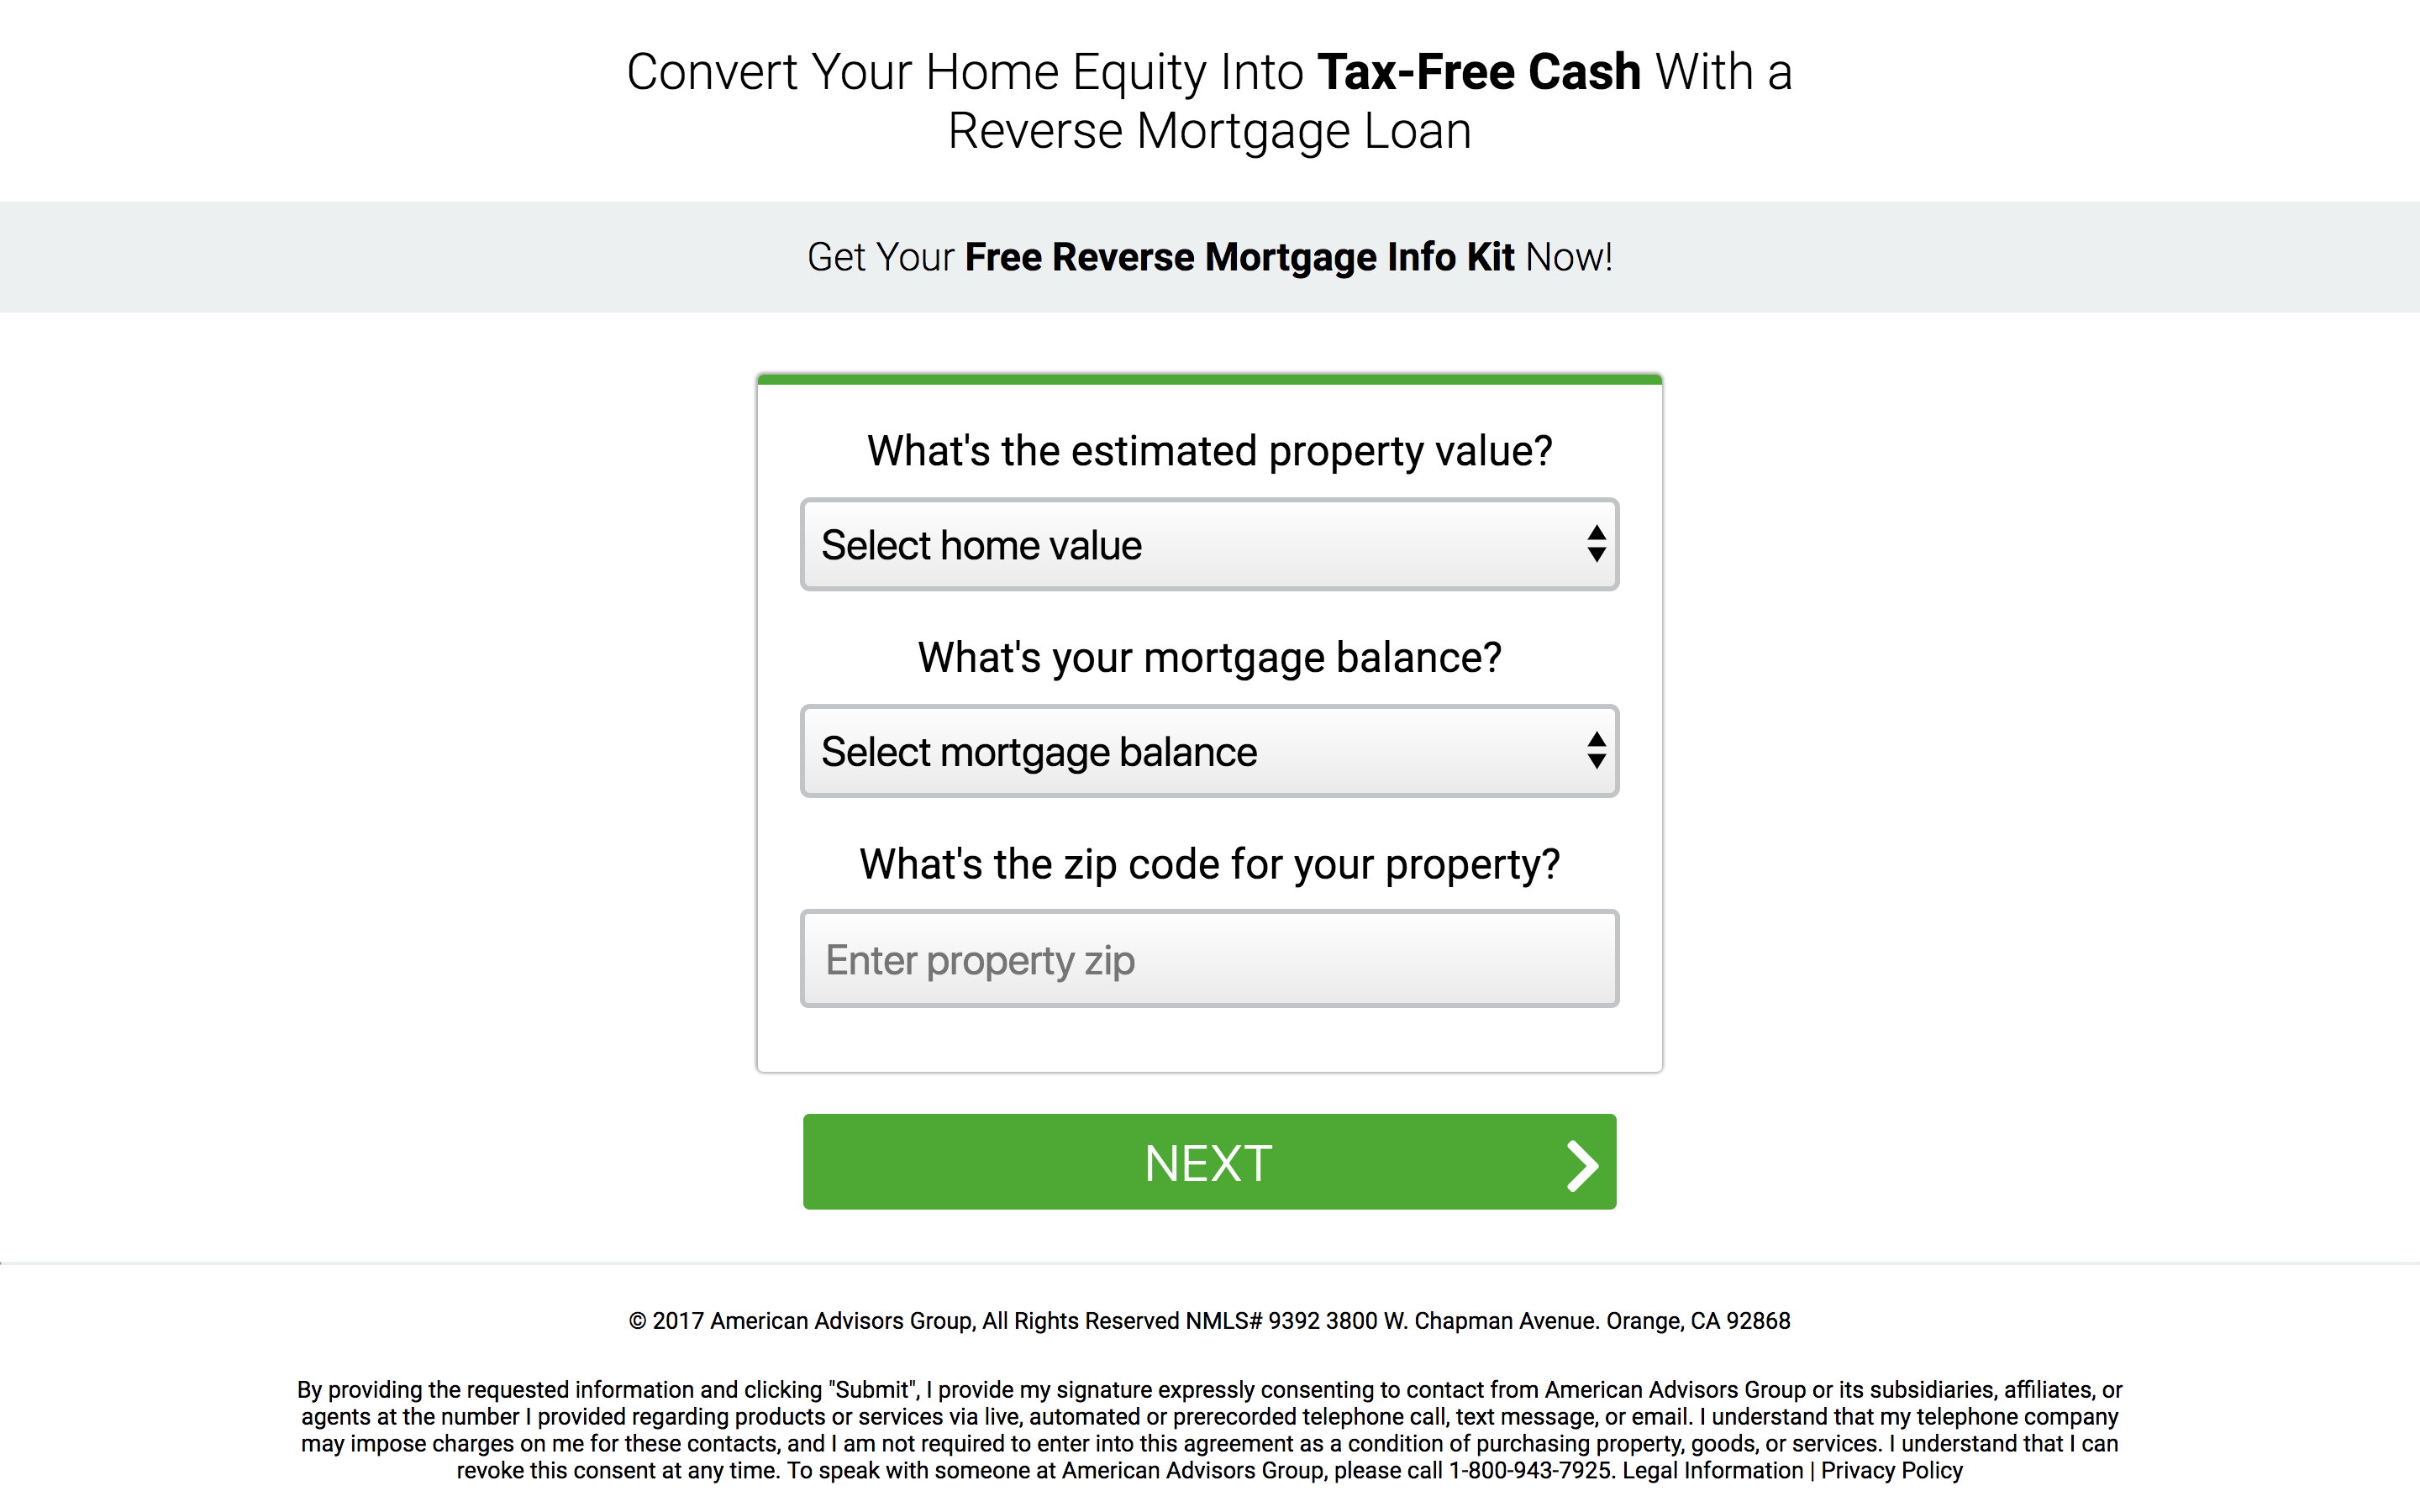 Convert Your Home Equity Into Tax-Free Cash With a
Reverse Mortgage Loan
Get Your Free Reverse Mortgage Info Kit Now!
What's the estimated property value?
Select home value
What's your mortgage balance?
Select mortgage balance
What's the zip code for your property?
Enter property zip
NEXT
© 2017 American Advisors Group, All Rights Reserved NMLS# 9392 3800 W. Chapman Avenue. Orange, CA 92868
By providing the requested information and clicking "Submit", I provide my signature expressly consenting to contact from American Advisors Group or its subsidiaries, affiliates, or
agents at the number I provided regarding products or services via live, automated or prerecorded telephone call, text message, or email. I understand that my telephone company
may impose charges on me for these contacts, and I am not required to enter into this agreement as a condition of purchasing property, goods, or services. I understand that I can
revoke this consent at any time. To speak with someone at American Advisors Group, please call 1-800-943-7925. Legal Information | Privacy Policy